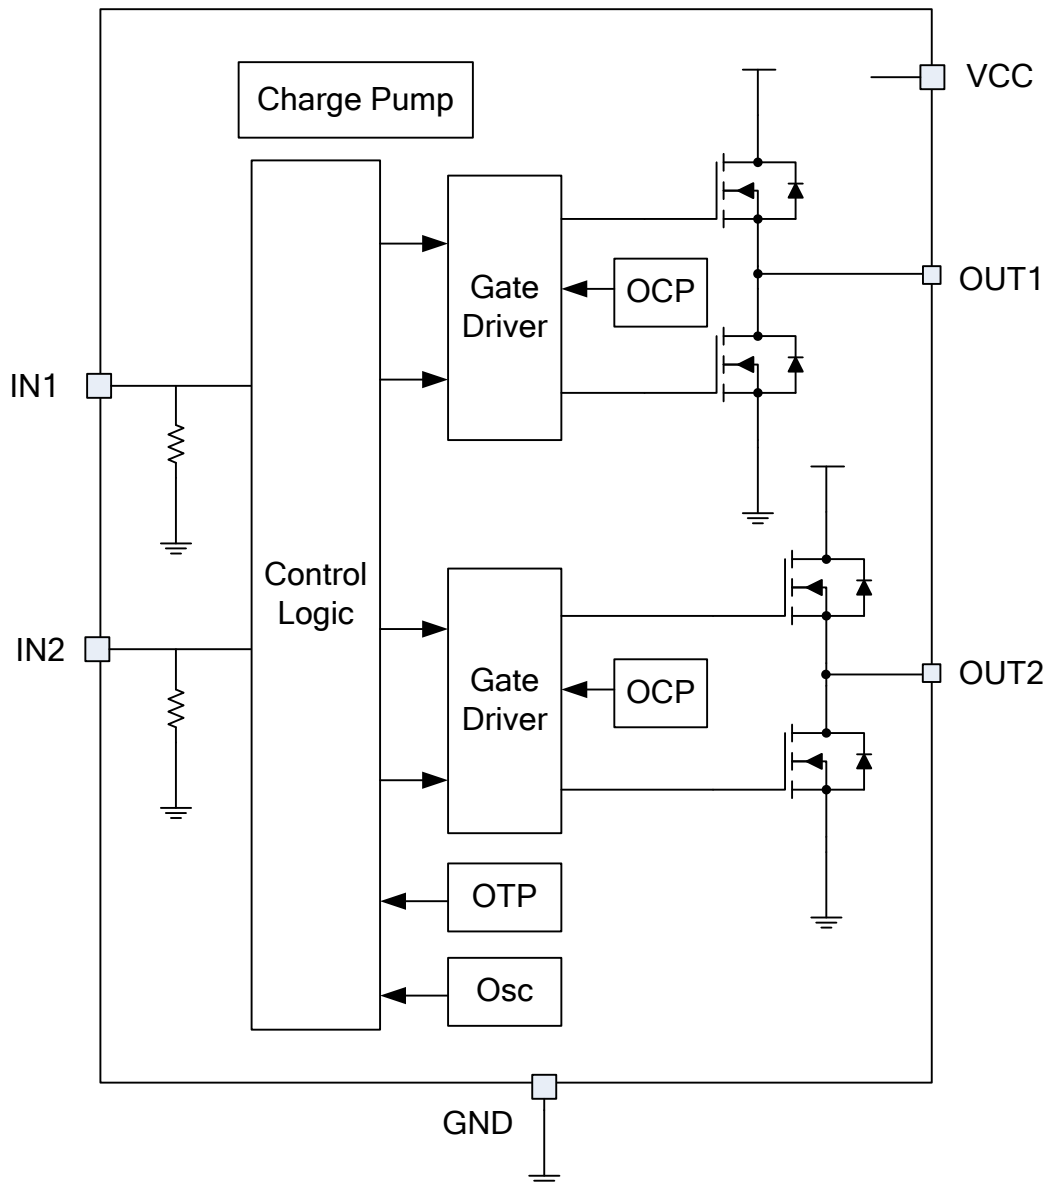 VCC
Charge Pump
OUT1
Gate
Driver
OCP
IN1
Control
Logic
IN2
Gate
Driver
OCP
OUT2
OTP
Osc
GND